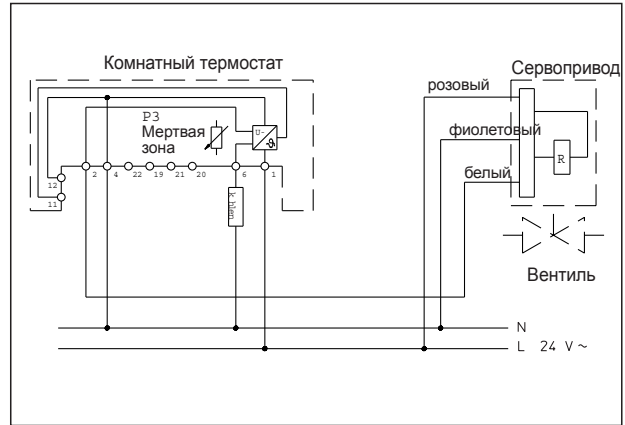 Комнатный термостат
Сервопривод
розовый
P3
Мертвая
зона
U~
ϑ
фиолетовый
R
белый
2 4 22 19 21 20 6 1
12
11
Вентиль
N
L 24 V ~